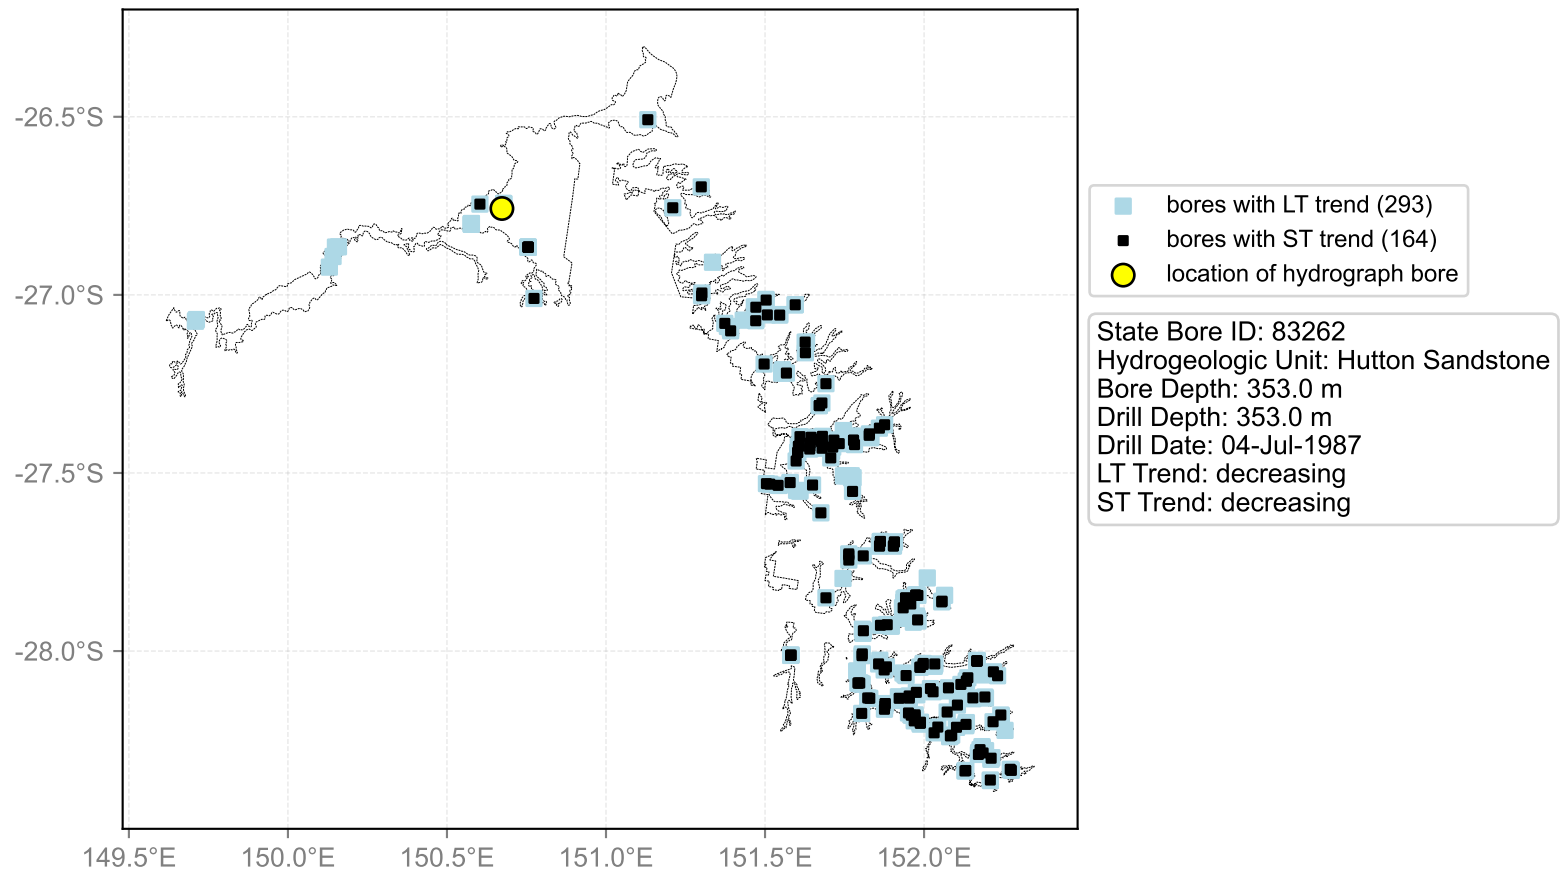 -26.5°S
-27.0°S
-27.5°S
-28.0°S
149.5°E
150.0°E
150.5°E
151.0°E
151.5°E
152.0°E
bores with LT trend (293)
bores with ST trend (164)
location of hydrograph bore
State Bore ID: 83262
Hydrogeologic Unit: Hutton Sandstone
Bore Depth: 353.0 m
Drill Depth: 353.0 m
Drill Date: 04-Jul-1987
LT Trend: decreasing
ST Trend: decreasing